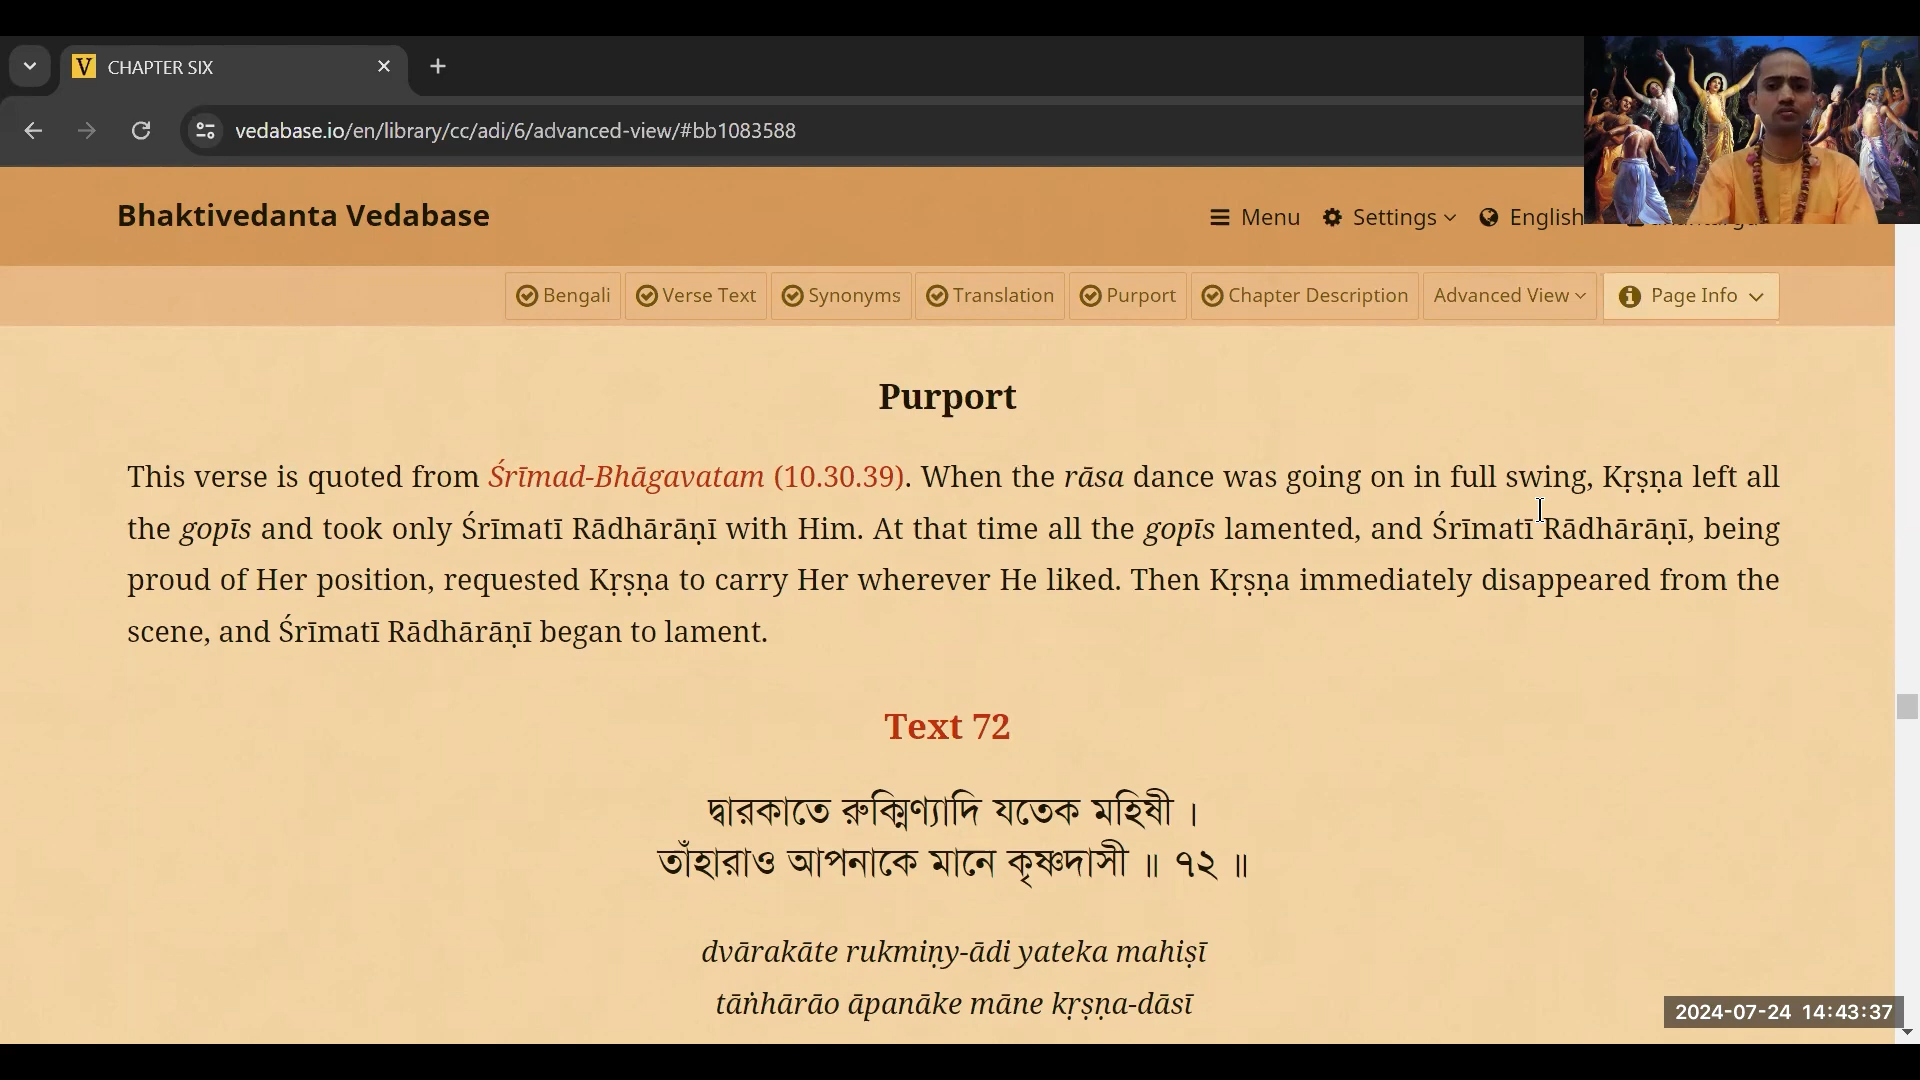 CHAPTER SIX
vedabase.io/en/library/cc/adi/6/advanced-view/#bb1083588
Bhaktivedanta Vedabase
Menu Settings English
Bengali Verse Text Synonyms Translation Purport Chapter Description Advanced View Page Info
Purport
This verse is quoted from Śrīmad-Bhāgavatam (10.30.39). When the rāsa dance was going on in full swing, Kṛṣṇa left all
the gopīs and took only Śrīmatī Rādhārāṇī with Him. At that time all the gopīs lamented, and Śrīmatī Rādhārāṇī, being
proud of Her position, requested Kṛṣṇa to carry Her wherever He liked. Then Kṛṣṇa immediately disappeared from the
scene, and Śrīmatī Rādhārāṇī began to lament.
Text 72
দ্বারকাতে রুক্মিণ্যাদি যতেক মহিষী ।
তাঁহারাও আপনাকে মানে কৃষ্ণদাসী ॥ ৭২ ॥
dvārakāte rukmiṇy-ādi yateka mahiṣī
tāṅhārāo āpanāke māne kṛṣṇa-dāsī
2024-07-24 14:43:37